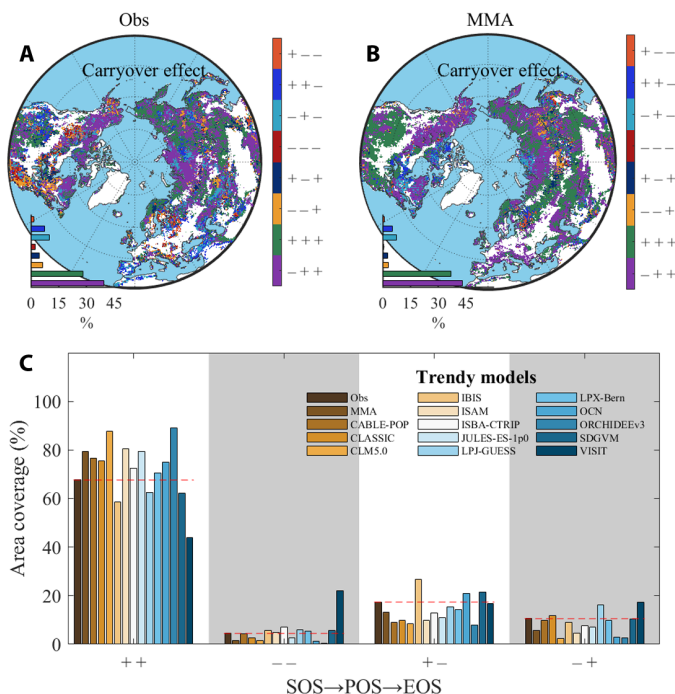 Obs
MMA
A
B
Carryover effect
Carryover effect
+ − −
+ + −
− + −
− − −
+ − +
− − +
+ + +
− + +
+ − −
+ + −
− + −
− − −
+ − +
− − +
+ + +
− + +
0 15 30 45
%
0 15 30 45
%
C
Trendy models
Obs
MMA
CABLE-POP
CLASSIC
CLM5.0
IBIS
ISAM
ISBA-CTRIP
JULES-ES-1p0
LPJ-GUESS
LPX-Bern
OCN
ORCHIDEEv3
SDGVM
VISIT
Area coverage (%)
100
80
60
40
20
0
+ +
− −
+ −
− +
SOS→POS→EOS